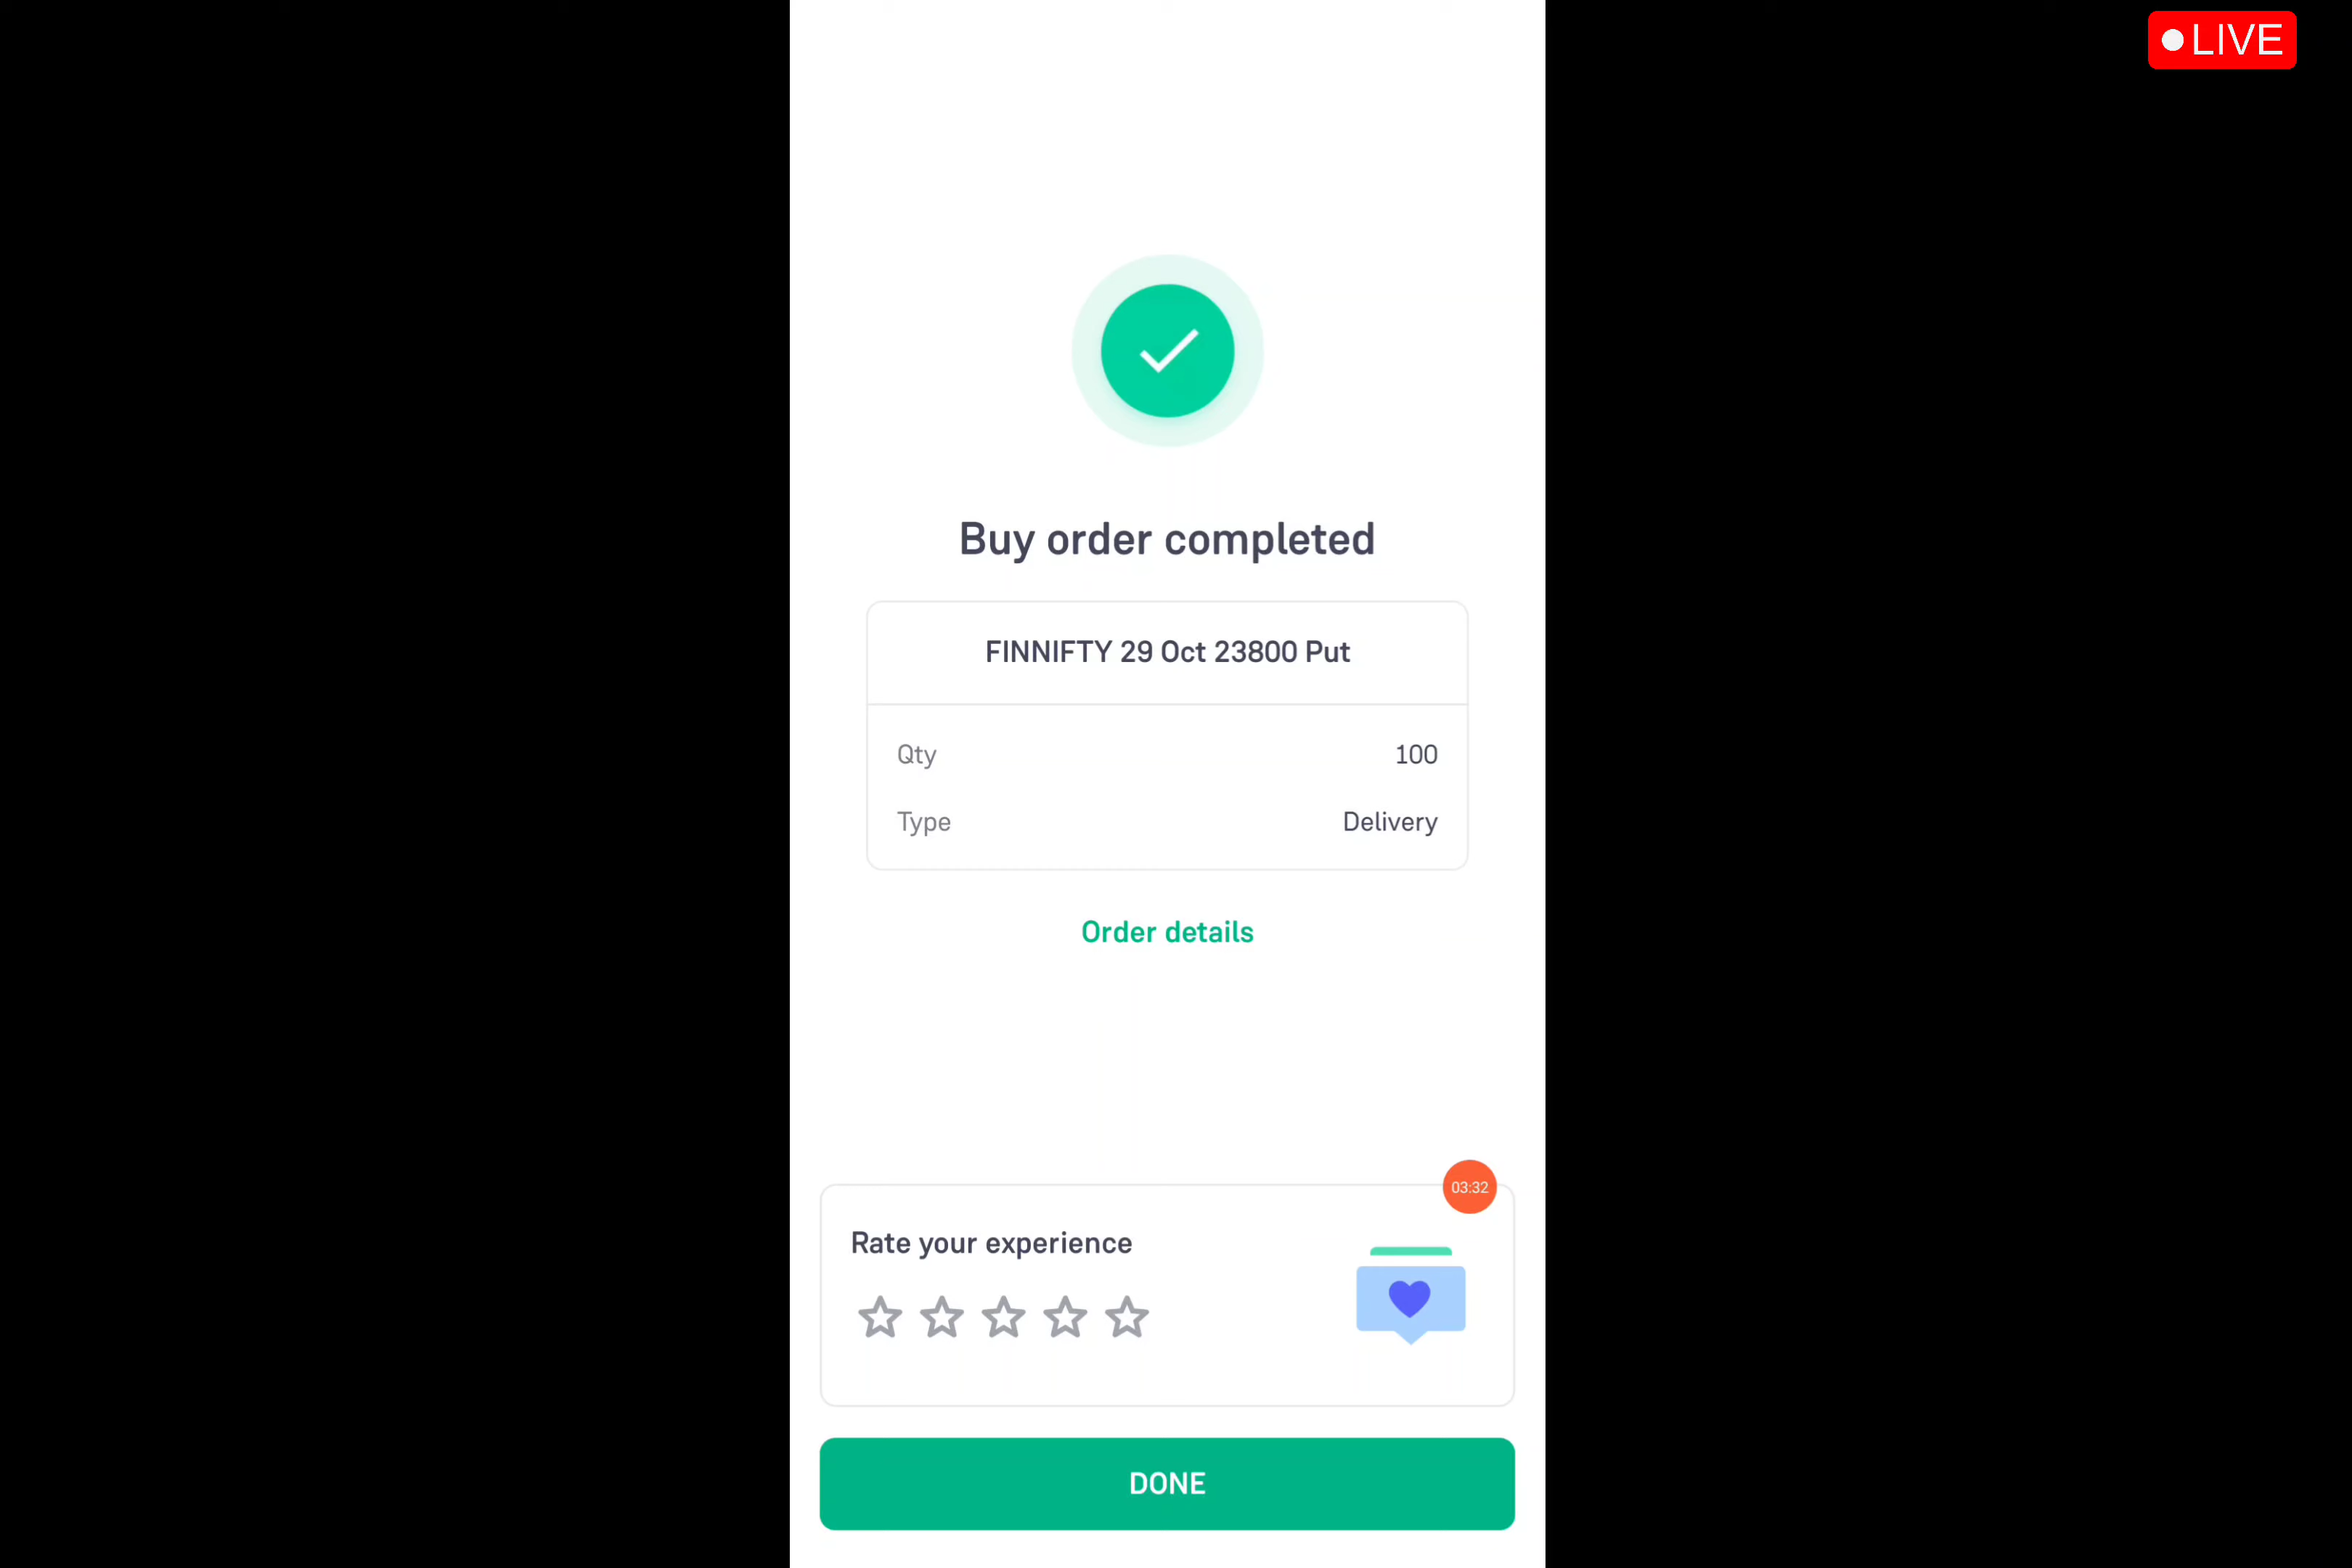 LIVE
Buy order completed
FINNIFTY 29 Oct 23800 Put
Qty 100
Type Delivery
Order details
03:32
Rate your experience
DONE